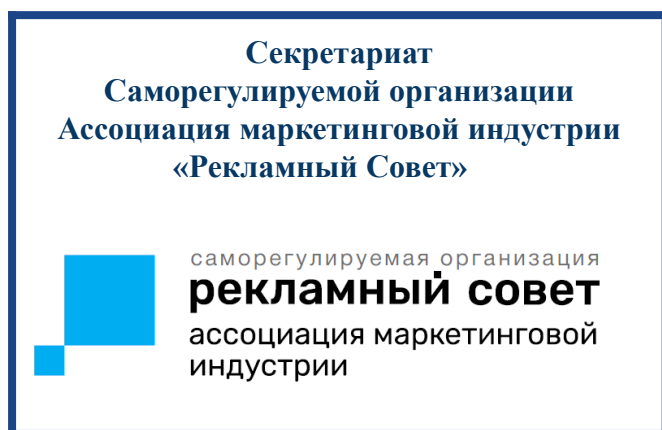 Секретариат
Саморегулируемой организации
Ассоциация маркетинговой индустрии
«Рекламный Совет»
саморегулируемая организация
рекламный совет
ассоциация маркетинговой
индустрии